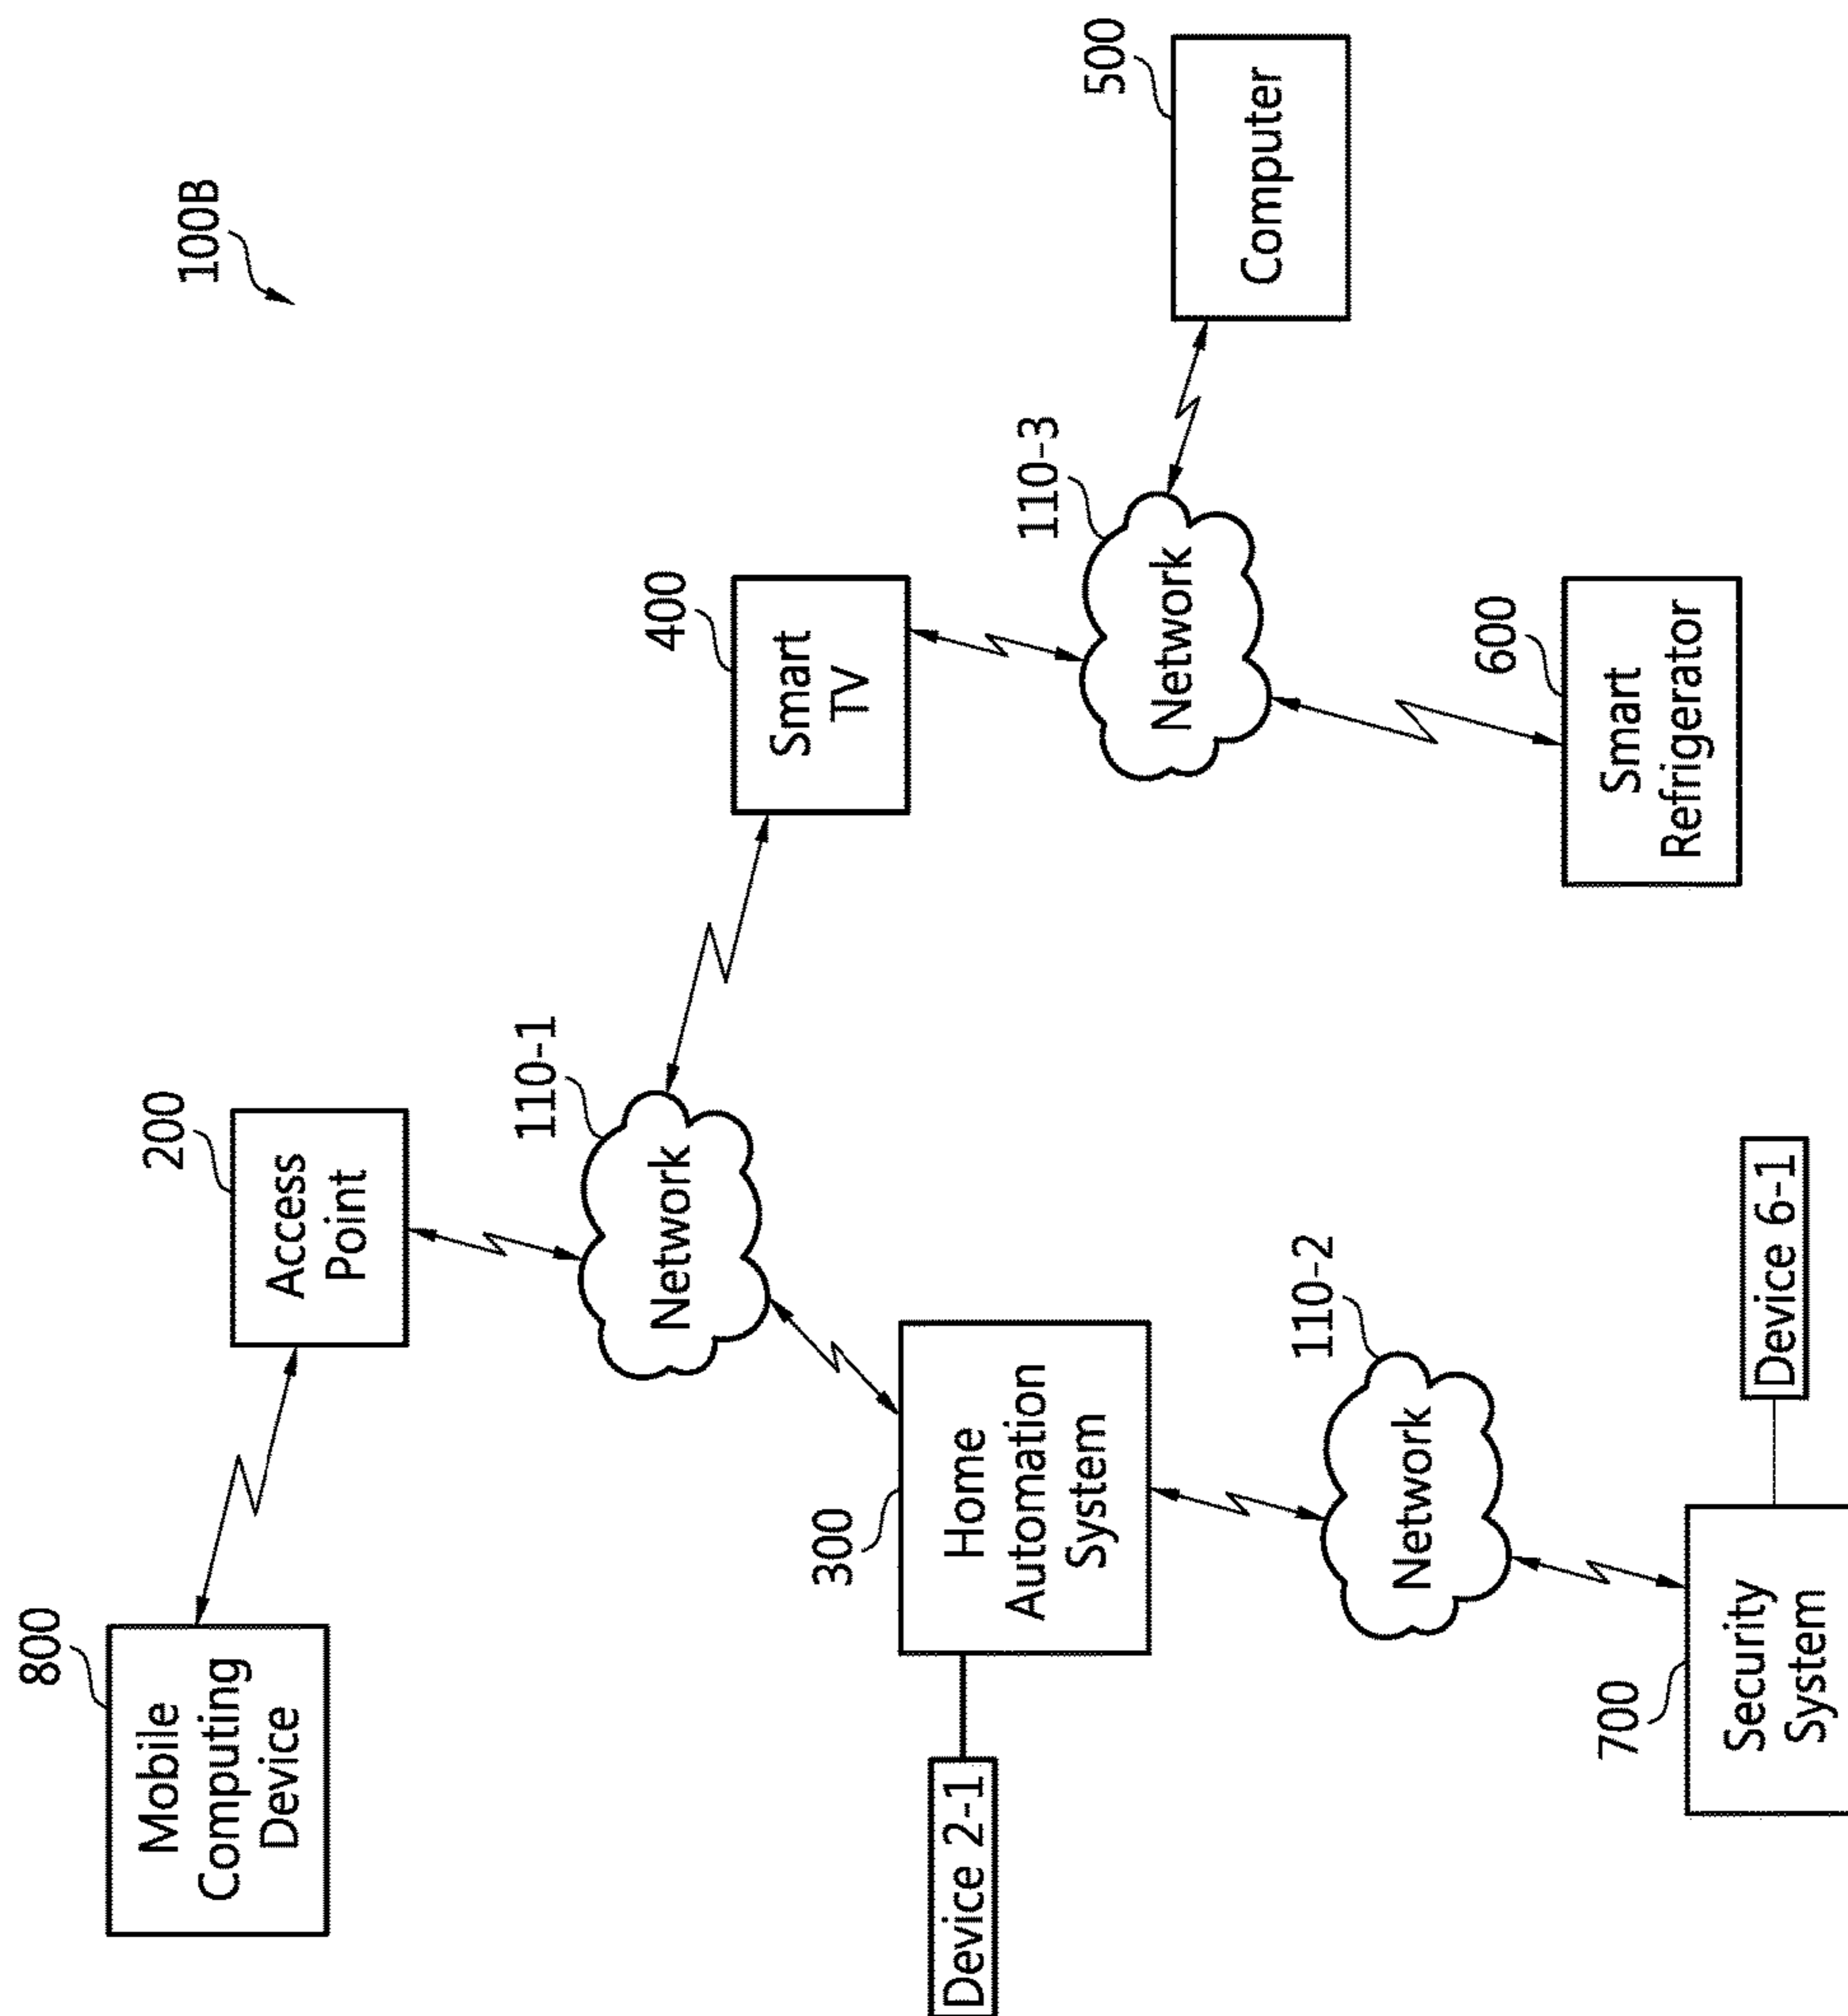 100B
800
Mobile
Computing
Device
200
Access
Point
110-1
Network
400
Smart
TV
300
Home
Automation
System
Device 2-1
110-3
Network
500
Computer
110-2
Network
600
Smart
Refrigerator
700
Security
System
Device 6-1